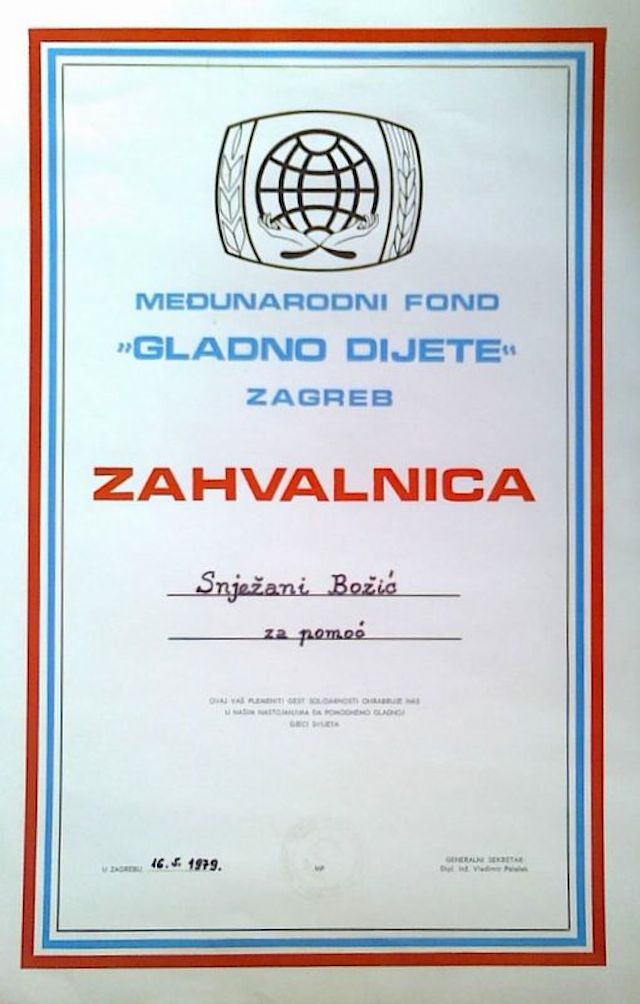 MEĐUNARODNI FOND
»GLADNO DIJETE«
ZAGREB
ZAHVALNICA
Snježani Božić
za pomoć
OVAJ VAŠ PLEMENITI GEST SOLIDARNOSTI OHRABRUJE NAS
U NAŠIM NASTOJANJIMA DA POMOGNEMO GLADNOJ
DJECI SVIJETA
U ZAGREBU, 16. 5. 1979.
MP
GENERALNI SEKRETAR
Dipl. inž. Vladimir